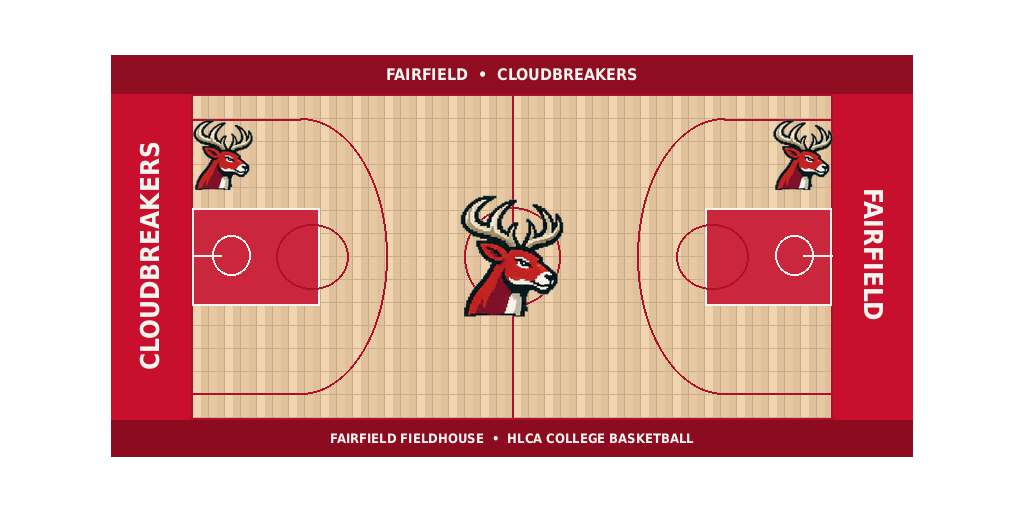 FAIRFIELD • CLOUDBREAKERS
CLOUDBREAKERS
FAIRFIELD
FAIRFIELD FIELDHOUSE • HLCA COLLEGE BASKETBALL